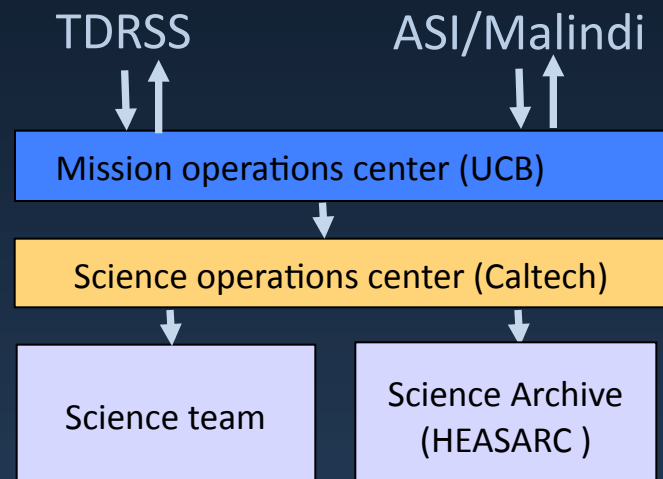 TDRSS
ASI/Malindi
Mission operations center (UCB)
Science operations center (Caltech)
Science team
Science Archive
(HEASARC )